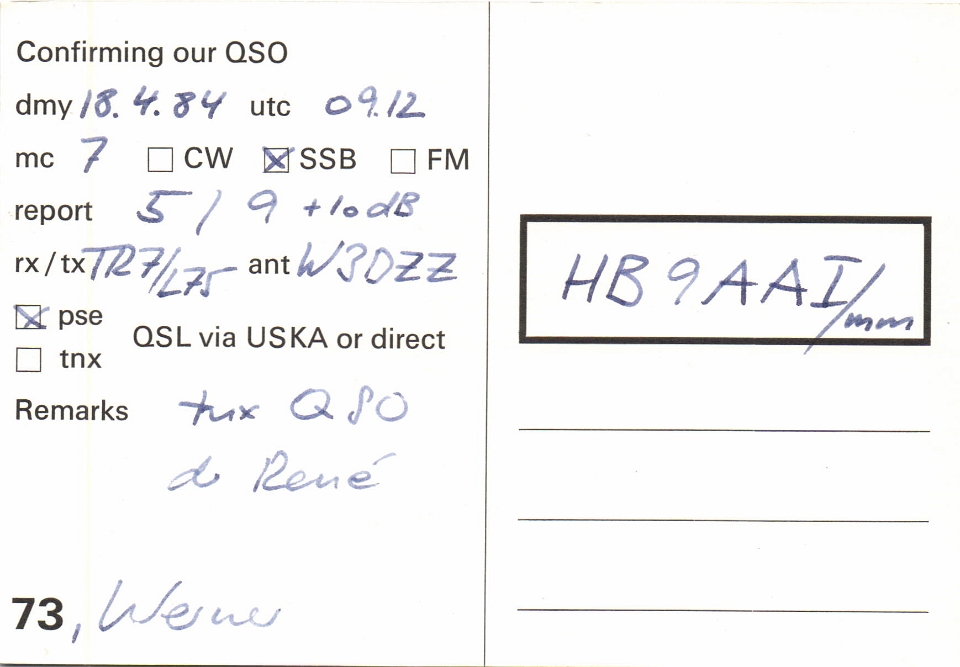 Confirming our QSO
dmy 18.4.84 utc 09.12
mc 7 ☐ CW ☒ SSB ☐ FM
report 5 / 9 +10dB
rx / tx TR7/L75 ant W3DZZ
☒ pse
QSL via USKA or direct
☐ tnx
Remarks tnx QSO
dr René
73, Werner
HB9AAI/mm